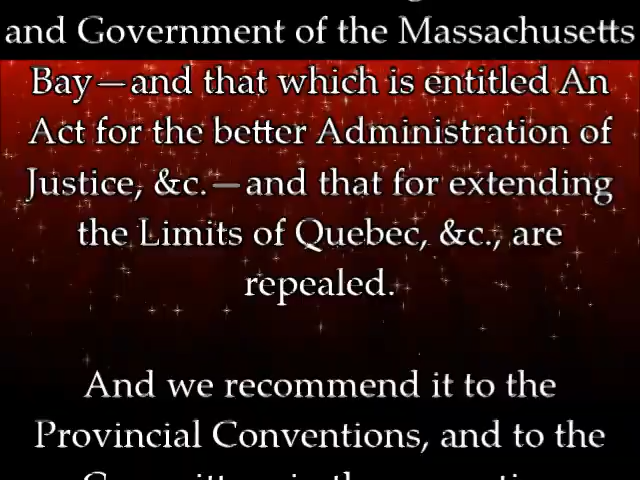 and Government of the Massachusetts
Bay—and that which is entitled An
Act for the better Administration of
Justice, &c.—and that for extending
the Limits of Quebec, &c., are
repealed.
And we recommend it to the
Provincial Conventions, and to the